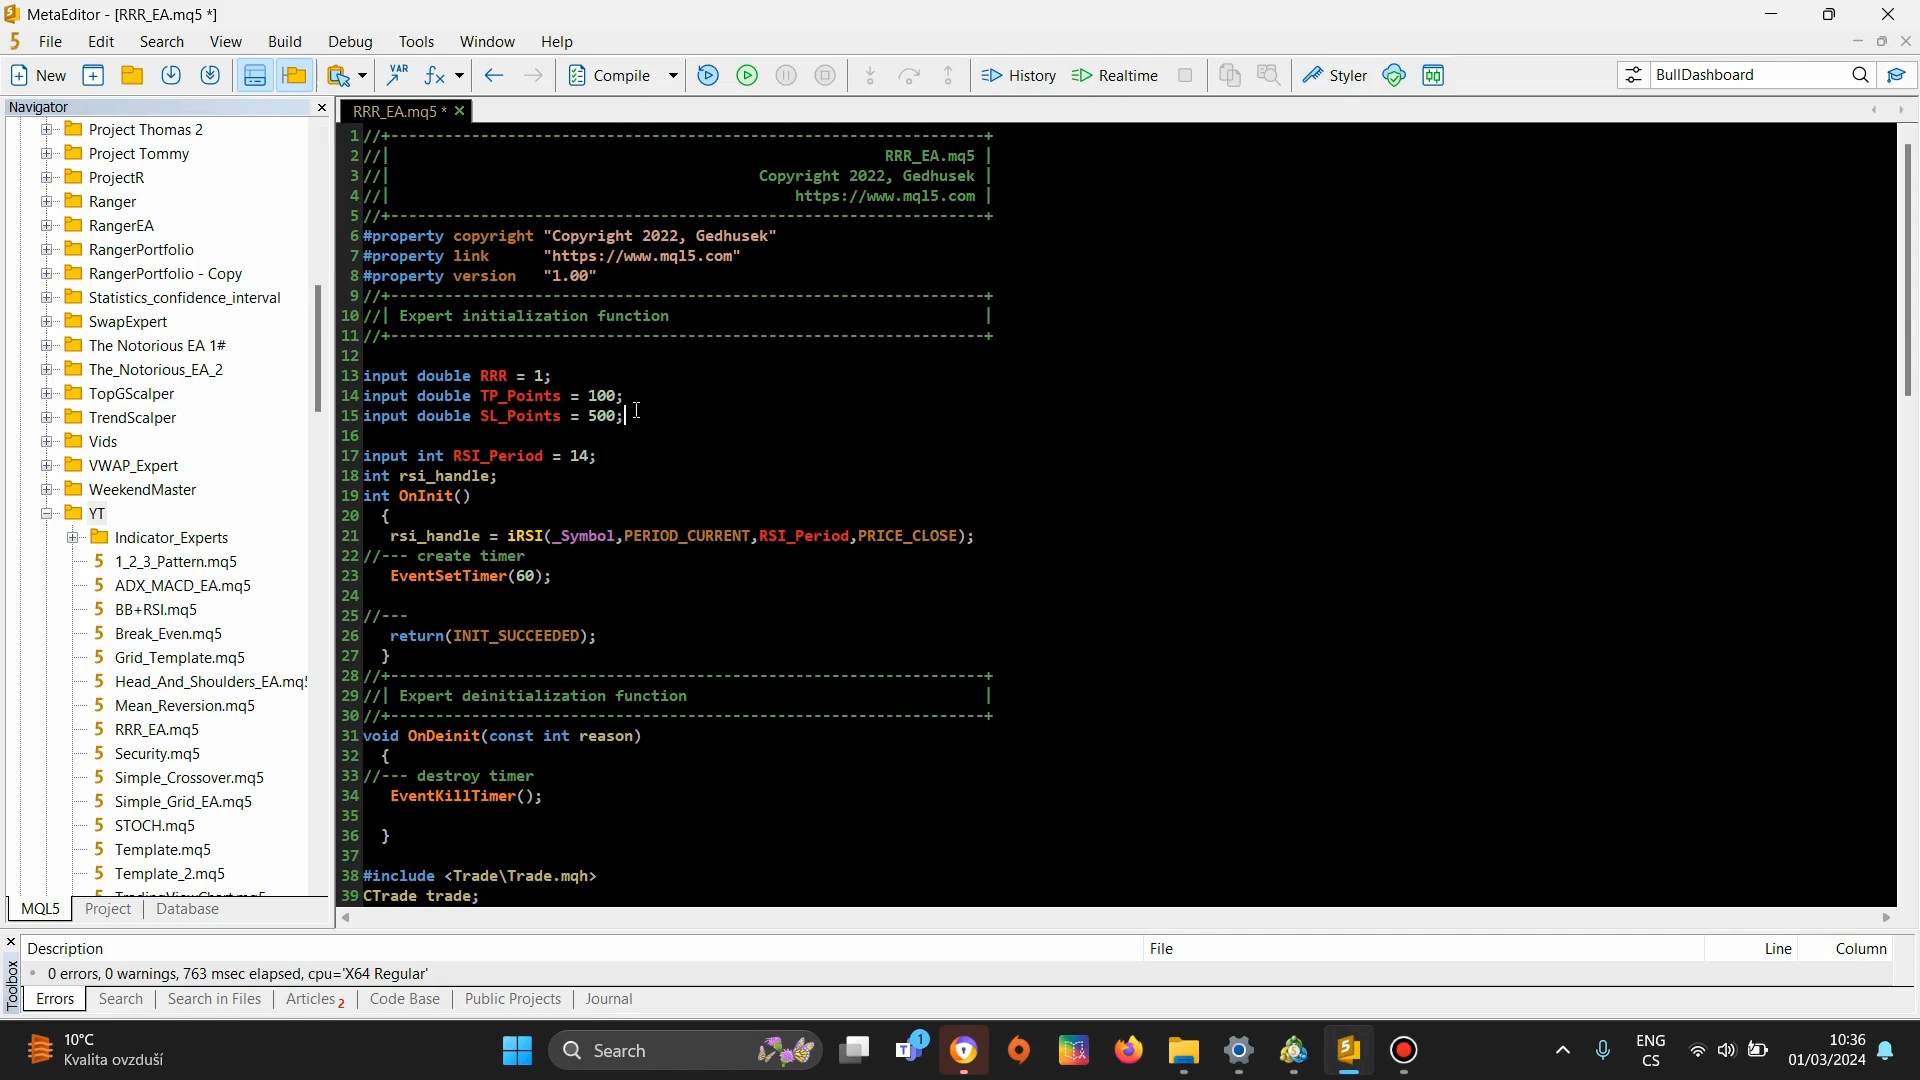 MetaEditor - [RRR_EA.mq5 *]
File Edit Search View Build Debug Tools Window Help
New VAR Compile History Realtime Styler BullDashboard
Navigator
Project Thomas 2
Project Tommy
ProjectR
Ranger
RangerEA
RangerPortfolio
RangerPortfolio - Copy
Statistics_confidence_interval
SwapExpert
The Notorious EA 1#
The_Notorious_EA_2
TopGScalper
TrendScalper
Vids
VWAP_Expert
WeekendMaster
YT
Indicator_Experts
1_2_3_Pattern.mq5
ADX_MACD_EA.mq5
BB+RSI.mq5
Break_Even.mq5
Grid_Template.mq5
Head_And_Shoulders_EA.mq5
Mean_Reversion.mq5
RRR_EA.mq5
Security.mq5
Simple_Crossover.mq5
Simple_Grid_EA.mq5
STOCH.mq5
Template.mq5
Template_2.mq5
MQL5 Project Database
RRR_EA.mq5 *
1 //+------------------------------------------------------------------+
2 //| RRR_EA.mq5 |
3 //| Copyright 2022, Gedhusek |
4 //| https://www.mql5.com |
5 //+------------------------------------------------------------------+
6 #property copyright "Copyright 2022, Gedhusek"
7 #property link "https://www.mql5.com"
8 #property version "1.00"
9 //+------------------------------------------------------------------+
10 //| Expert initialization function |
11 //+------------------------------------------------------------------+
12
13 input double RRR = 1;
14 input double TP_Points = 100;
15 input double SL_Points = 500;
16
17 input int RSI_Period = 14;
18 int rsi_handle;
19 int OnInit()
20 {
21 rsi_handle = iRSI(_Symbol,PERIOD_CURRENT,RSI_Period,PRICE_CLOSE);
22 //--- create timer
23 EventSetTimer(60);
24
25 //---
26 return(INIT_SUCCEEDED);
27 }
28 //+------------------------------------------------------------------+
29 //| Expert deinitialization function |
30 //+------------------------------------------------------------------+
31 void OnDeinit(const int reason)
32 {
33 //--- destroy timer
34 EventKillTimer();
35
36 }
37
38 #include <Trade\Trade.mqh>
39 CTrade trade;
Toolbox
Description File Line Column
0 errors, 0 warnings, 763 msec elapsed, cpu='X64 Regular'
Errors Search Search in Files Articles 2 Code Base Public Projects Journal
10°C
Kvalita ovzduší
Search
1
ENG
CS
10:36
01/03/2024